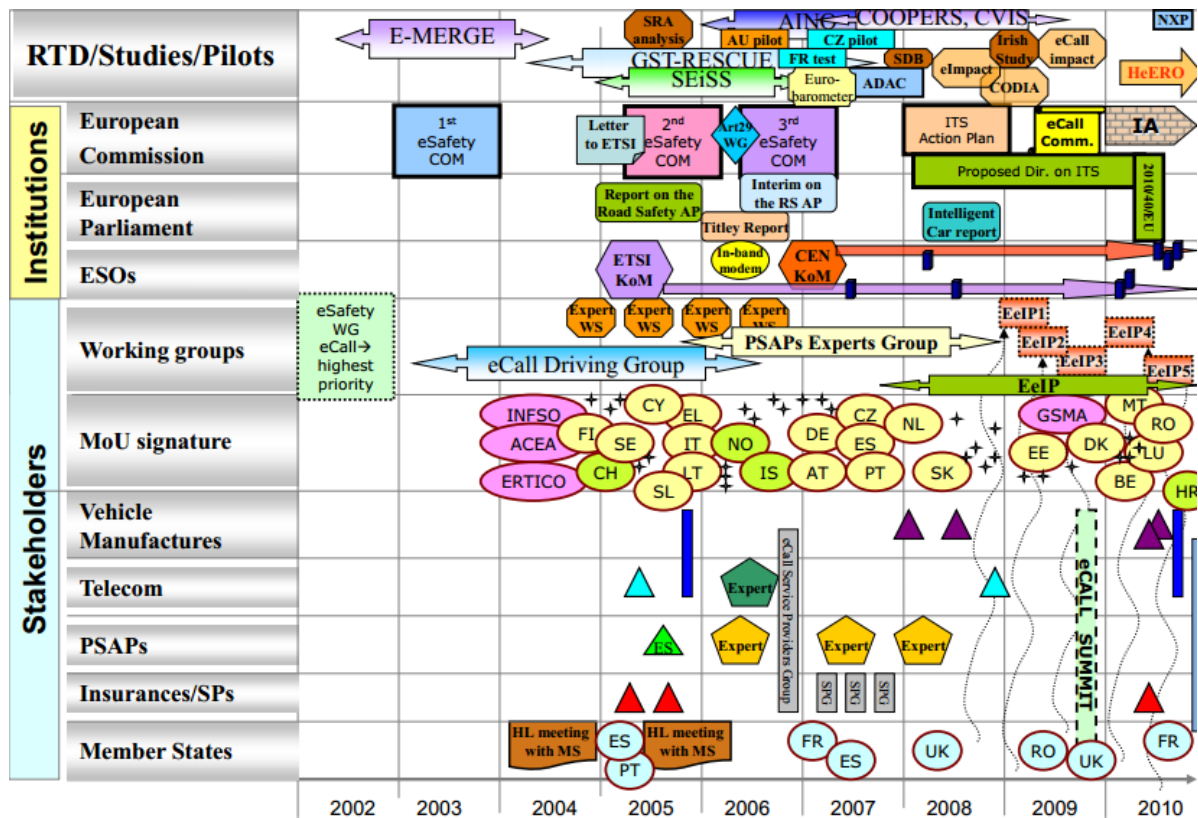 SRA
analysis
AINO
COOPERS, CVIS
NXP
E-MERGE
AU pilot
CZ pilot
Irish
Study
eCall
impact
RTD/Studies/Pilots
GST-RESCUE
FR test
SDB
eImpact
HeERO
SEiSS
Euro-
barometer
ADAC
CODIA
Institutions
European
Commission
1st
eSafety
COM
Letter
to ETSI
2nd
eSafety
COM
Art29
WG
3rd
eSafety
COM
ITS
Action Plan
eCall
Comm.
IA
Proposed Dir. on ITS
2010/40/EU
European
Parliament
Report on the
Road Safety AP
Interim on
the RS AP
Titley Report
Intelligent
Car report
ESOs
ETSI
KoM
In-band
modem
CEN
KoM
Stakeholders
Working groups
eSafety
WG
eCall→
highest
priority
Expert
WS
Expert
WS
Expert
WS
Expert
WS
EeIP1
EeIP2
EeIP3
EeIP4
EeIP5
PSAPs Experts Group
eCall Driving Group
EeIP
MoU signature
INFSO
ACEA
ERTICO
FI
CH
SE
CY
EL
IT
LT
SL
NO
IS
DE
AT
CZ
ES
PT
NL
SK
GSMA
EE
DK
MT
RO
LU
BE
HR
Vehicle
Manufactures
eCall Service Providers Group
eCALL SUMMIT
Telecom
Expert
PSAPs
ES
Expert
Expert
Expert
Insurances/SPs
SPG
SPG
SPG
Member States
HL meeting
with MS
ES
PT
HL meeting
with MS
FR
ES
UK
RO
UK
FR
2002
2003
2004
2005
2006
2007
2008
2009
2010